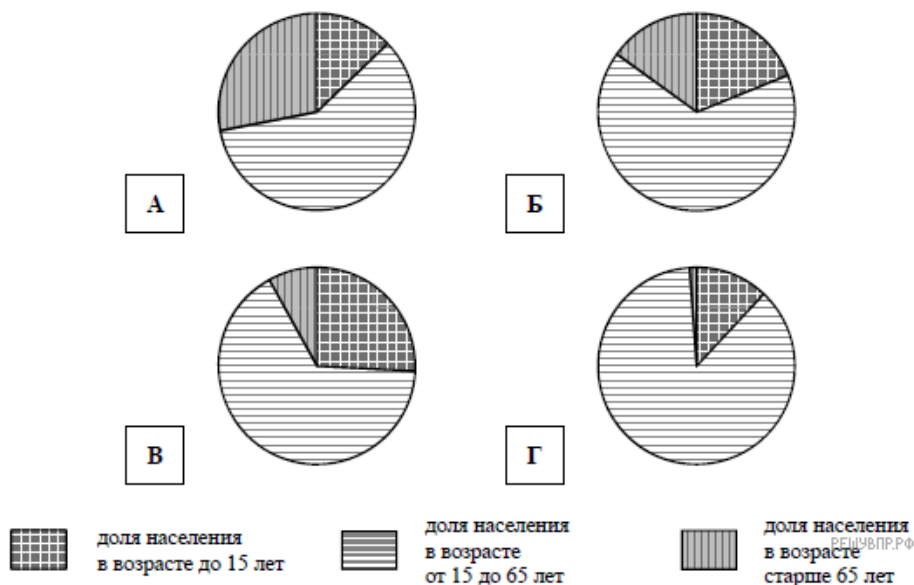 А
Б
В
Г
доля населения
в возрасте до 15 лет
доля населения
в возрасте
от 15 до 65 лет
доля населения
в возрасте
старше 65 лет
РЕШУВПР.РФ